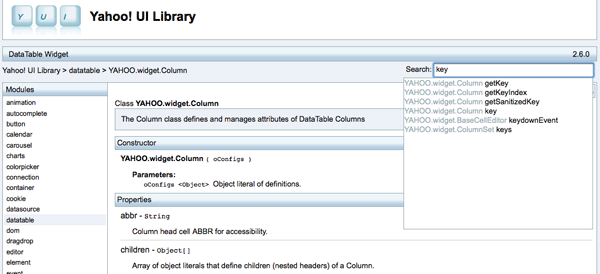 Y U I
Yahoo! UI Library
DataTable Widget 2.6.0
Yahoo! UI Library > datatable > YAHOO.widget.Column
Search: key
YAHOO.widget.Column getKey
YAHOO.widget.Column getKeyIndex
YAHOO.widget.Column getSanitizedKey
YAHOO.widget.Column key
YAHOO.widget.BaseCellEditor keydownEvent
YAHOO.widget.ColumnSet keys
Modules
animation
autocomplete
button
calendar
carousel
charts
colorpicker
connection
container
cookie
datasource
datatable
dom
dragdrop
editor
element
event
Class YAHOO.widget.Column
The Column class defines and manages attributes of DataTable Columns
Constructor
YAHOO.widget.Column ( oConfigs )
Parameters:
oConfigs <Object> Object literal of definitions.
Properties
abbr - String
Column head cell ABBR for accessibility.
children - Object[]
Array of object literals that define children (nested headers) of a Column.